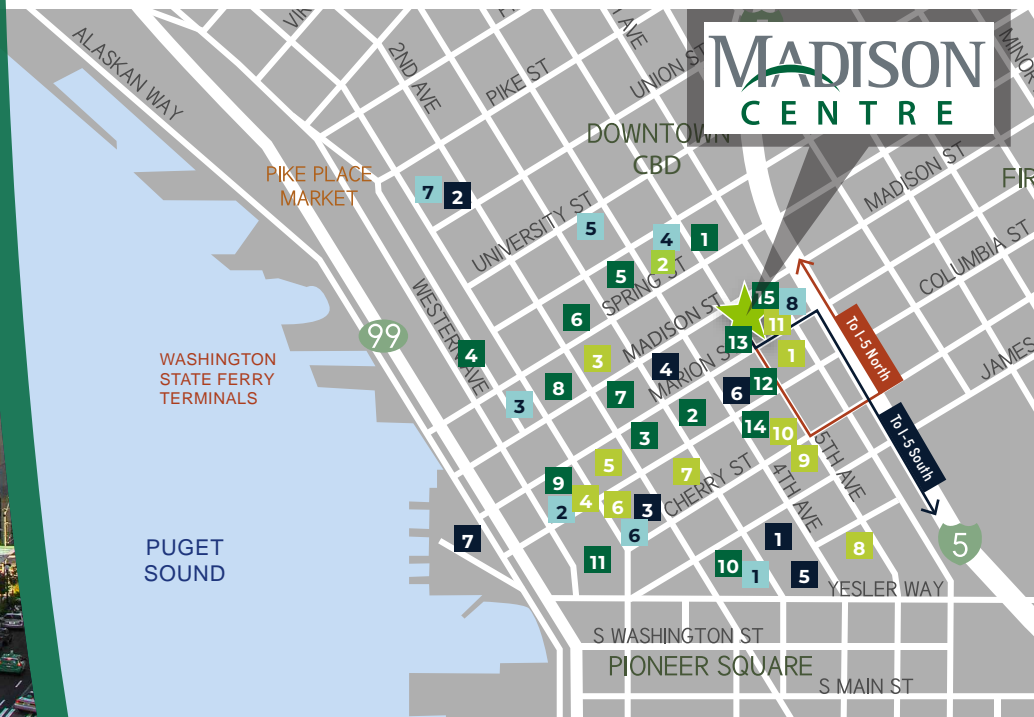 MADISON
CENTRE
ALASKAN WAY
2ND AVE
PIKE ST
UNION ST
DOWNTOWN
CBD
MADISON ST
PIKE PLACE
MARKET
7
2
UNIVERSITY ST
5
4
1
2
COLUMBIA ST
5
SPRING ST
WESTERN AVE
6
MADISON ST
15
8
11
99
13
To I-5 North
WASHINGTON
STATE FERRY
TERMINALS
4
3
4
MARION ST
1
JAMES
8
7
6
12
3
2
14
10
To I-5 South
3
5
7
9
5TH AVE
4TH AVE
CHERRY ST
9
2
4
6
3
6
7
1
8
5
PUGET
SOUND
11
10
1
5
YESLER WAY
S WASHINGTON ST
PIONEER SQUARE
S MAIN ST